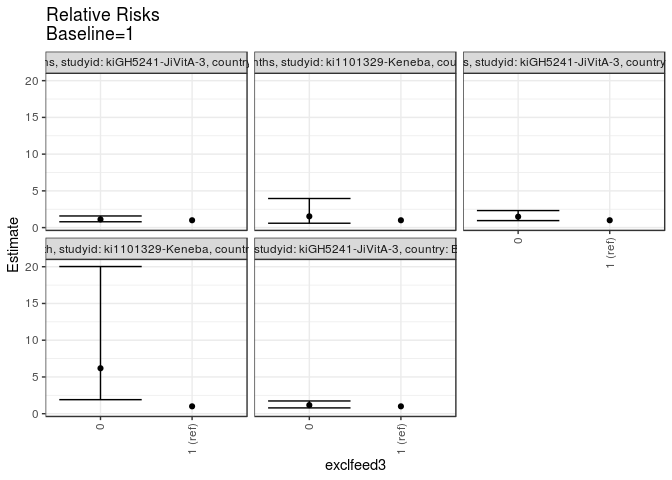 Relative Risks
Baseline=1
hs, studyid: kiGH5241-JiVitA-3, country
nths, studyid: ki1101329-Keneba, cou
s, studyid: kiGH5241-JiVitA-3, country
20
15
10
5
0
Estimate
th, studyid: ki1101329-Keneba, countr
studyid: kiGH5241-JiVitA-3, country: B
20
15
10
5
0
0
1 (ref)
0
1 (ref)
0
1 (ref)
exclfeed3